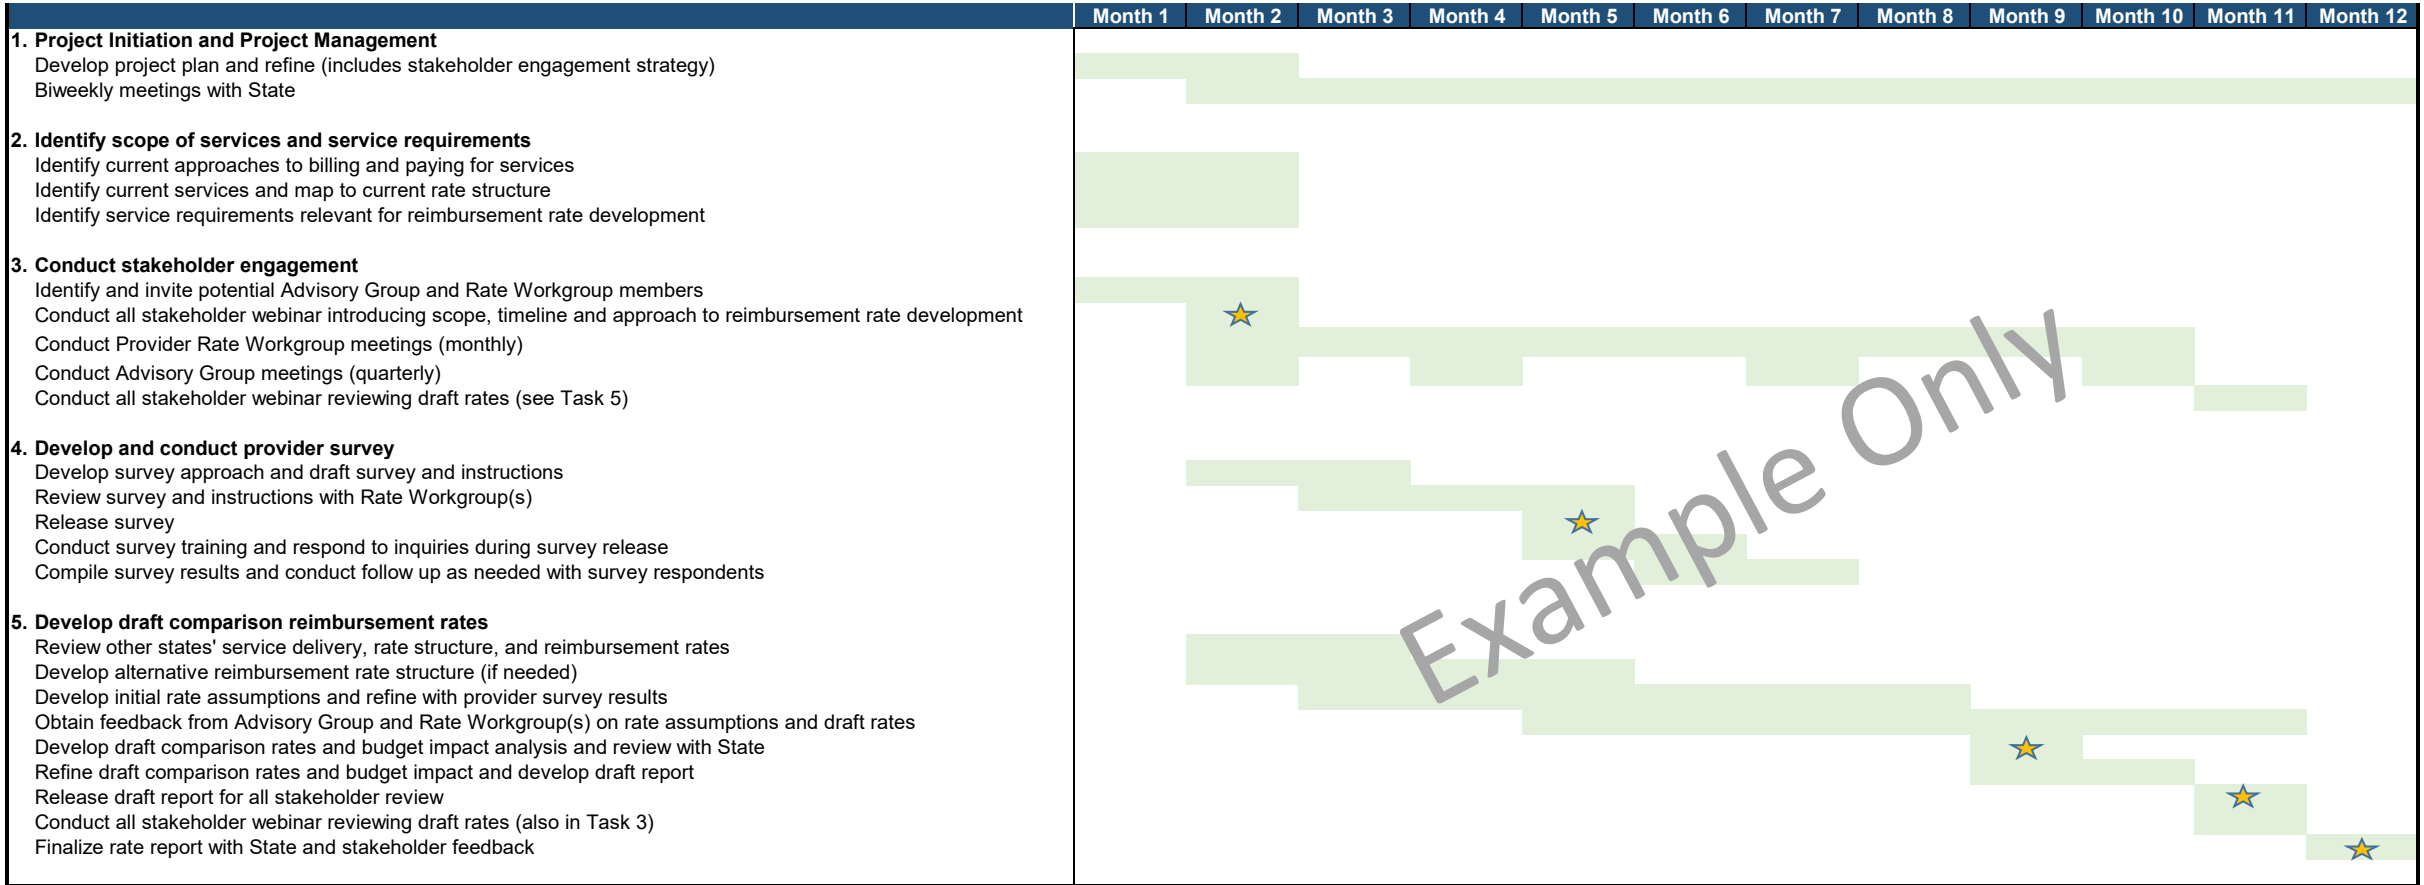 Month 1 Month 2 Month 3 Month 4 Month 5 Month 6 Month 7 Month 8 Month 9 Month 10 Month 11 Month 12
1. Project Initiation and Project Management
Develop project plan and refine (includes stakeholder engagement strategy)
Biweekly meetings with State
2. Identify scope of services and service requirements
Identify current approaches to billing and paying for services
Identify current services and map to current rate structure
Identify service requirements relevant for reimbursement rate development
3. Conduct stakeholder engagement
Identify and invite potential Advisory Group and Rate Workgroup members
Conduct all stakeholder webinar introducing scope, timeline and approach to reimbursement rate development
Conduct Provider Rate Workgroup meetings (monthly)
Conduct Advisory Group meetings (quarterly)
Conduct all stakeholder webinar reviewing draft rates (see Task 5)
4. Develop and conduct provider survey
Develop survey approach and draft survey and instructions
Review survey and instructions with Rate Workgroup(s)
Release survey
Conduct survey training and respond to inquiries during survey release
Compile survey results and conduct follow up as needed with survey respondents
5. Develop draft comparison reimbursement rates
Review other states' service delivery, rate structure, and reimbursement rates
Develop alternative reimbursement rate structure (if needed)
Develop initial rate assumptions and refine with provider survey results
Obtain feedback from Advisory Group and Rate Workgroup(s) on rate assumptions and draft rates
Develop draft comparison rates and budget impact analysis and review with State
Refine draft comparison rates and budget impact and develop draft report
Release draft report for all stakeholder review
Conduct all stakeholder webinar reviewing draft rates (also in Task 3)
Finalize rate report with State and stakeholder feedback
Example Only